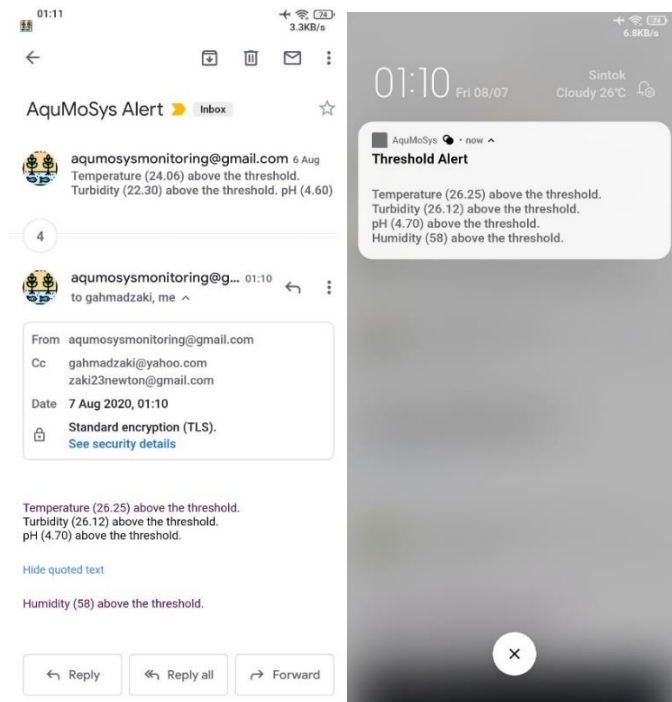 01:11
74
3.3KB/s
AquMoSys Alert Inbox
aqumosysmonitoring@gmail.com 6 Aug
Temperature (24.06) above the threshold.
Turbidity (22.30) above the threshold. pH (4.60)
4
aqumosysmonitoring@g... 01:10
to gahmadzaki, me
From aqumosysmonitoring@gmail.com
Cc gahmadzaki@yahoo.com
zaki23newton@gmail.com
Date 7 Aug 2020, 01:10
Standard encryption (TLS).
See security details
Temperature (26.25) above the threshold.
Turbidity (26.12) above the threshold.
pH (4.70) above the threshold.
Hide quoted text
Humidity (58) above the threshold.
Reply Reply all Forward
74
6.8KB/s
01:10 Fri 08/07
Sintok
Cloudy 26°C
AquMoSys • now
Threshold Alert
Temperature (26.25) above the threshold.
Turbidity (26.12) above the threshold.
pH (4.70) above the threshold.
Humidity (58) above the threshold.